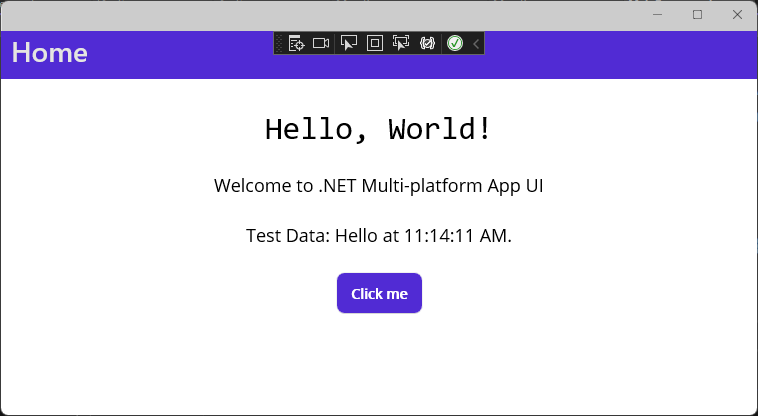 Home
Hello, World!
Welcome to .NET Multi-platform App UI
Test Data: Hello at 11:14:11 AM.
Click me